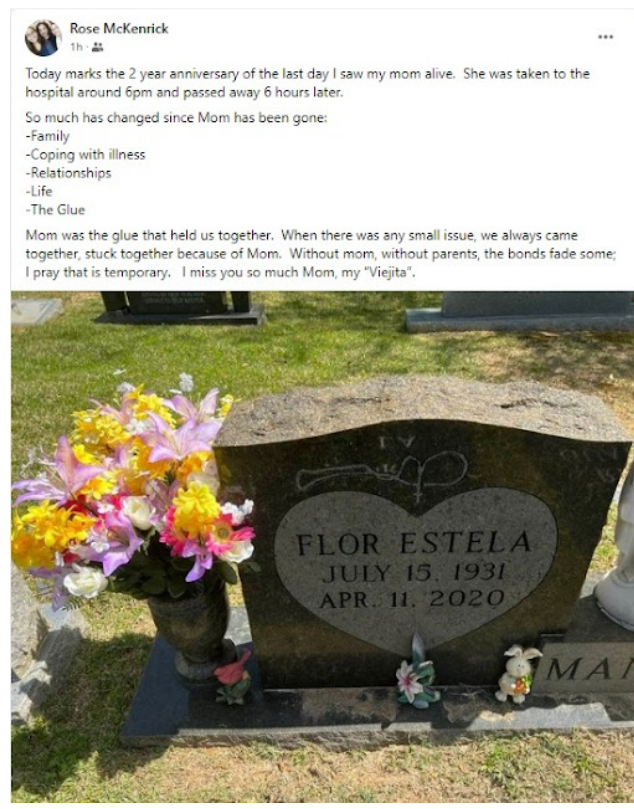 Rose McKenrick
1h ·
Today marks the 2 year anniversary of the last day I saw my mom alive. She was taken to the
hospital around 6pm and passed away 6 hours later.
So much has changed since Mom has been gone:
-Family
-Coping with illness
-Relationships
-Life
-The Glue
Mom was the glue that held us together. When there was any small issue, we always came
together, stuck together because of Mom. Without mom, without parents, the bonds fade some;
I pray that is temporary. I miss you so much Mom, my "Viejita".
FLOR ESTELA
JULY 15, 1931
APR. 11, 2020
MAN